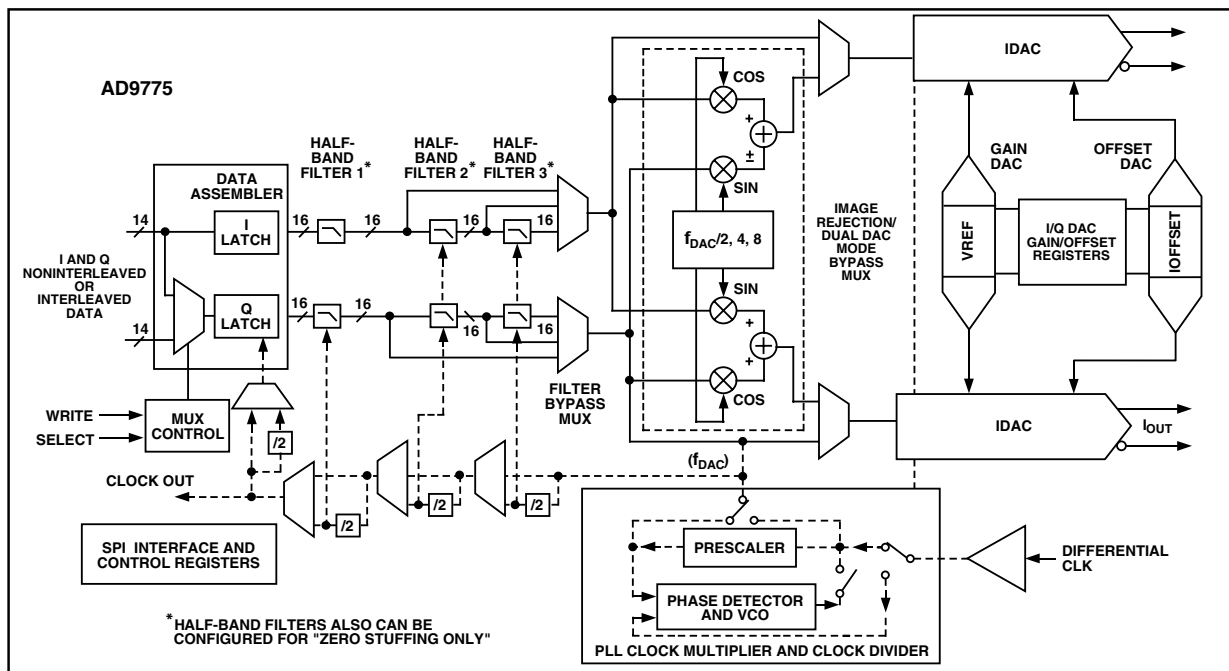 AD9775
HALF-
BAND
FILTER 1*
HALF-
BAND
FILTER 2*
HALF-
BAND
FILTER 3*
DATA
ASSEMBLER
14
I
LATCH
16
16
16
16
I AND Q
NONINTERLEAVED
OR
INTERLEAVED
DATA
14
Q
LATCH
16
16
16
16
FILTER
BYPASS
MUX
WRITE
SELECT
MUX
CONTROL
/2
CLOCK OUT
/2
/2
/2
(fDAC)
SPI INTERFACE AND
CONTROL REGISTERS
*HALF-BAND FILTERS ALSO CAN BE
CONFIGURED FOR "ZERO STUFFING ONLY"
COS
+
±
SIN
fDAC/2, 4, 8
SIN
+
+
COS
IMAGE
REJECTION/
DUAL DAC
MODE
BYPASS
MUX
IDAC
GAIN
DAC
OFFSET
DAC
VREF
I/Q DAC
GAIN/OFFSET
REGISTERS
IOFFSET
IDAC
IOUT
PRESCALER
PHASE DETECTOR
AND VCO
DIFFERENTIAL
CLK
PLL CLOCK MULTIPLIER AND CLOCK DIVIDER